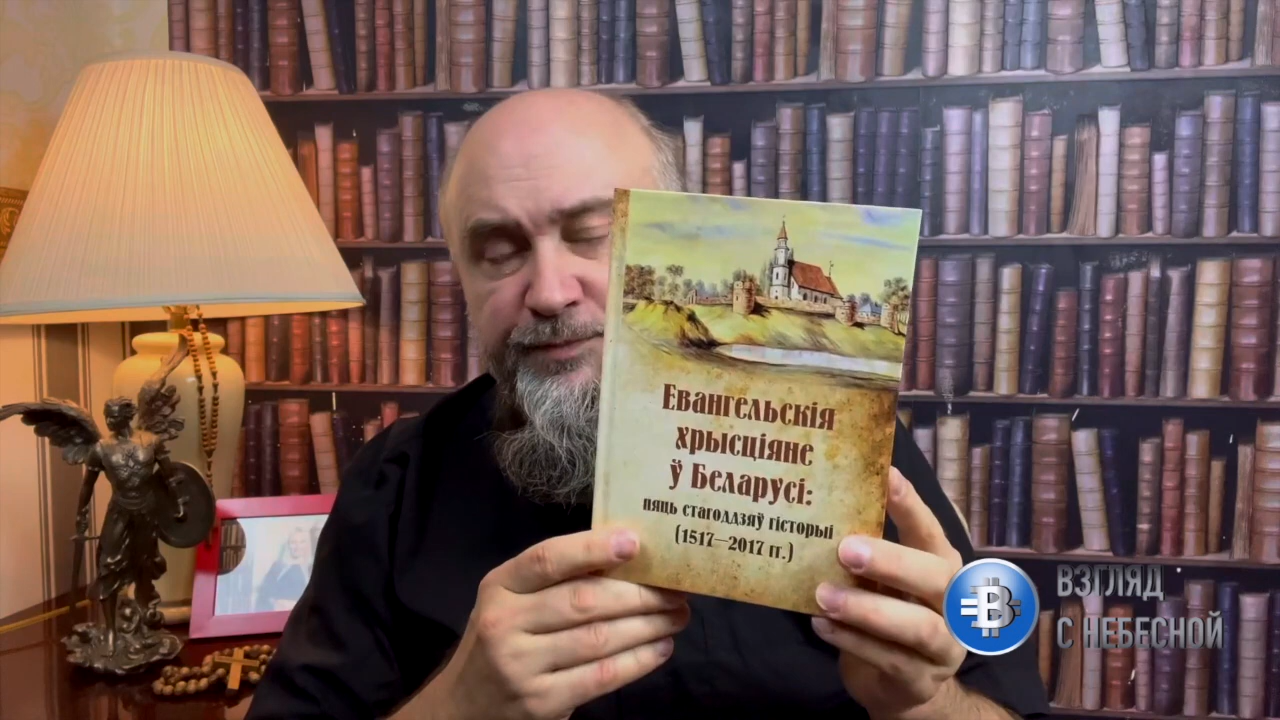 Евангельскія
хрысціяне
ў Беларусі:
пяць стагоддзяў гісторыі
(1517—2017 гг.)
ВЗГЛЯД
С НЕБЕСНОЙ